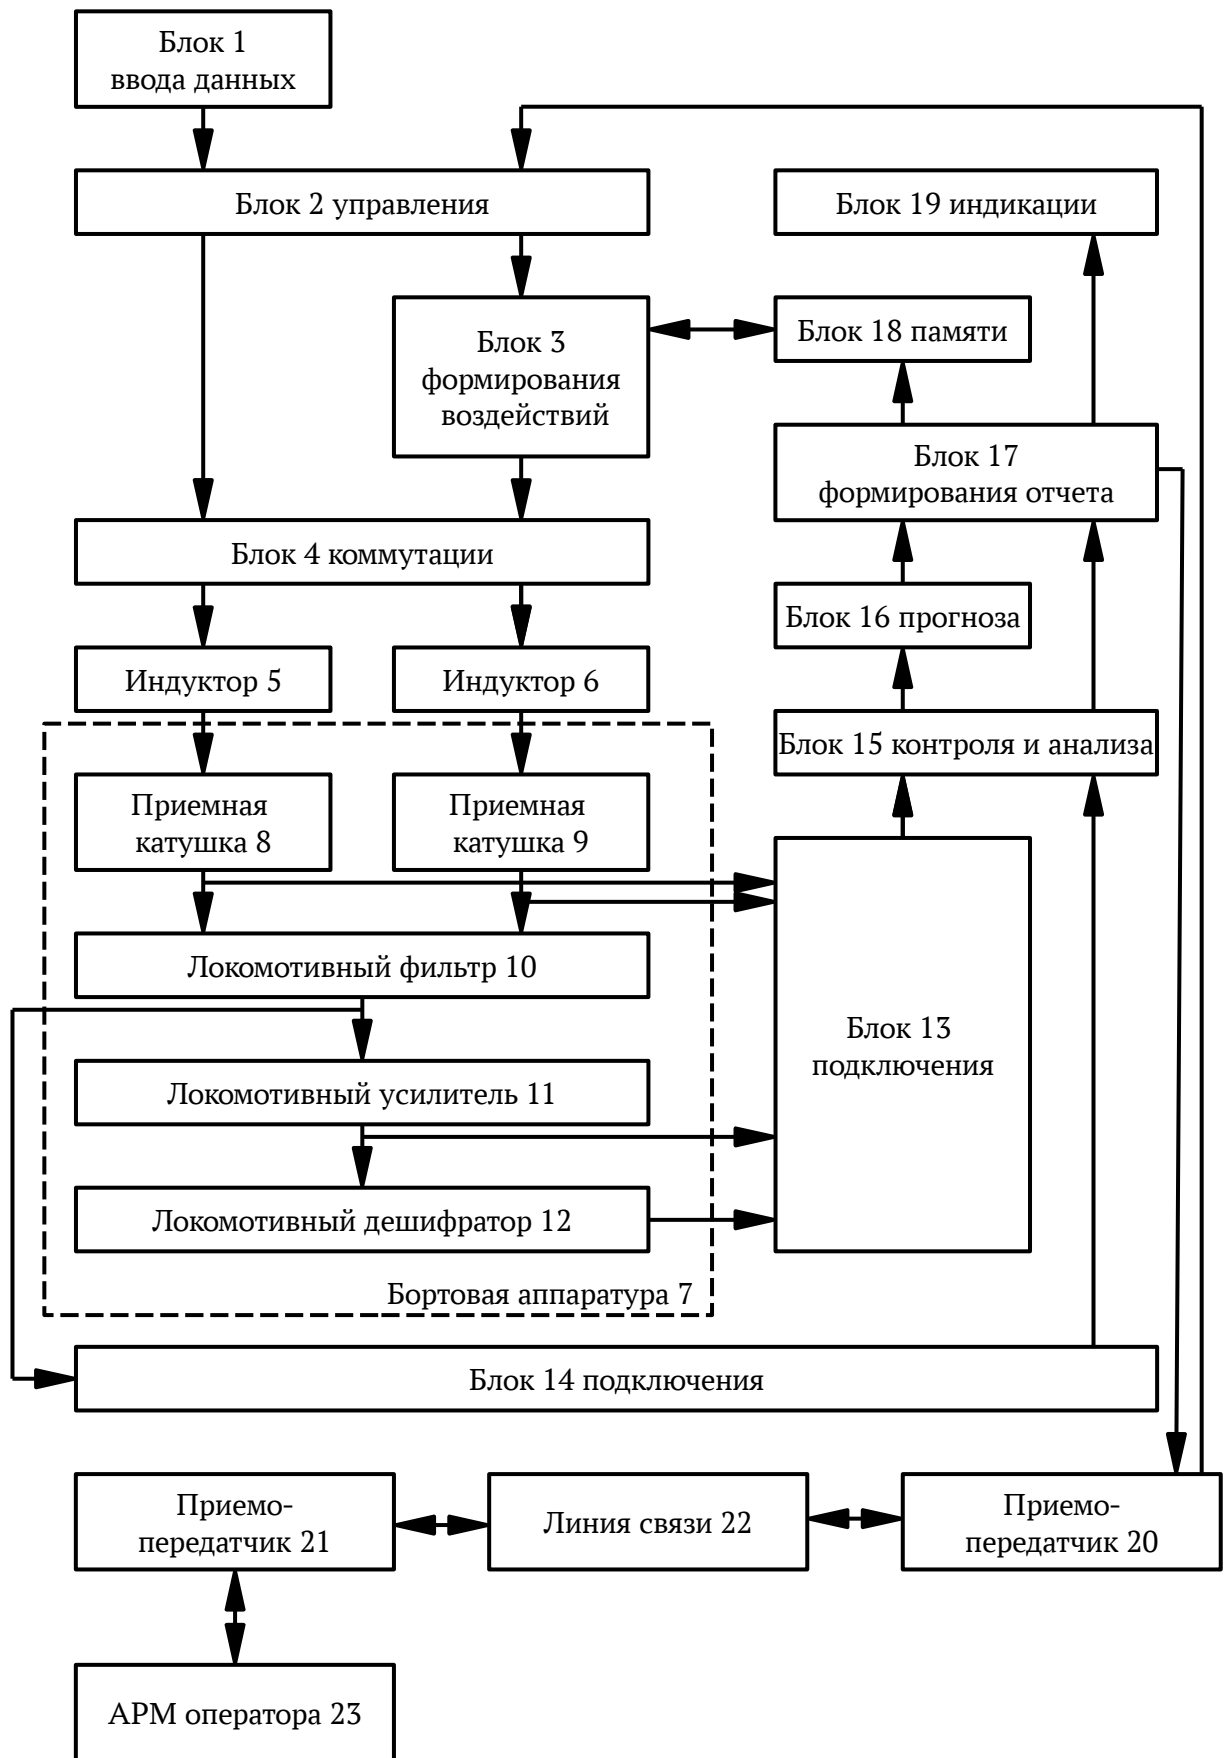 Блок 1
ввода данных
Блок 2 управления
Блок 19 индикации
Блок 3
формирования
воздействий
Блок 18 памяти
Блок 17
формирования отчета
Блок 4 коммутации
Блок 16 прогноза
Индуктор 5
Индуктор 6
Блок 15 контроля и анализа
Приемная
катушка 8
Приемная
катушка 9
Локомотивный фильтр 10
Блок 13
подключения
Локомотивный усилитель 11
Локомотивный дешифратор 12
Бортовая аппаратура 7
Блок 14 подключения
Приемо-
передатчик 21
Линия связи 22
Приемо-
передатчик 20
АРМ оператора 23